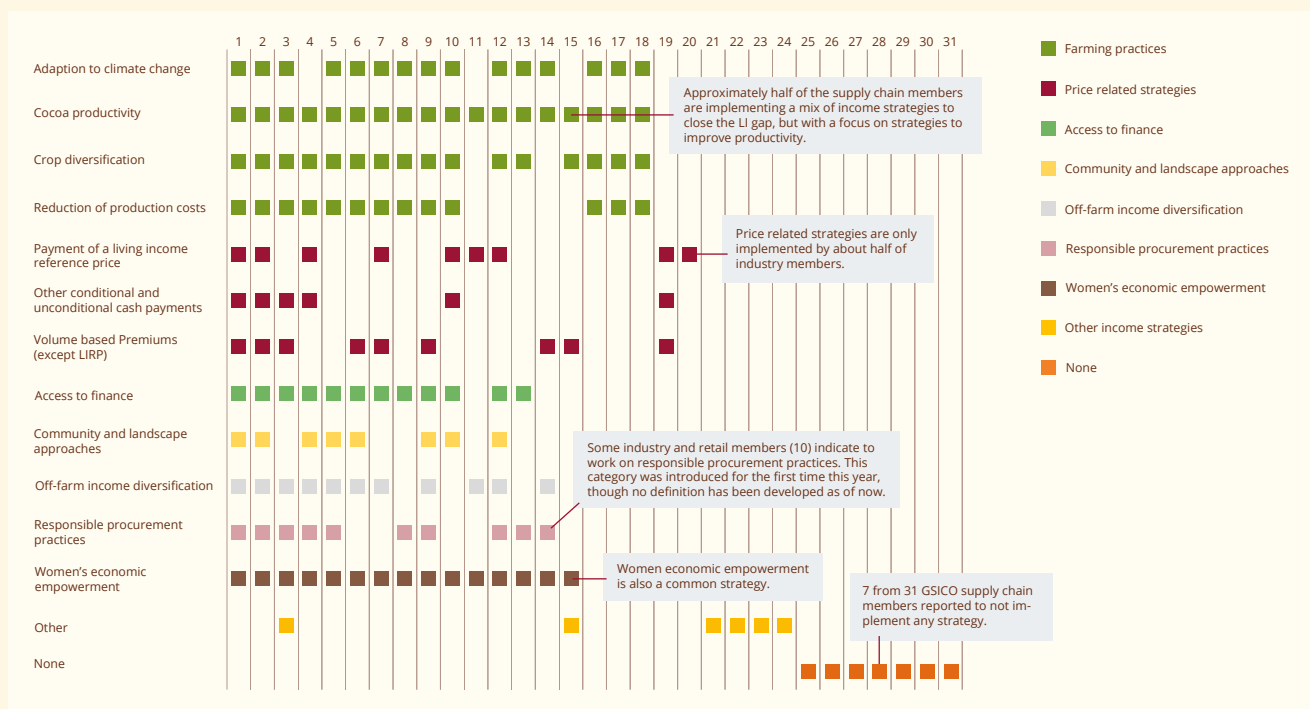 1 2 3 4 5 6 7 8 9 10 11 12 13 14 15 16 17 18 19 20 21 22 23 24 25 26 27 28 29 30 31
Adaption to climate change
Cocoa productivity
Crop diversification
Reduction of production costs
Payment of a living income
reference price
Other conditional and
unconditional cash payments
Volume based Premiums
(except LIRP)
Access to finance
Community and landscape
approaches
Off-farm income diversification
Responsible procurement
practices
Women’s economic
empowerment
Other
None
Approximately half of the supply chain members
are implementing a mix of income strategies to
close the LI gap, but with a focus on strategies to
improve productivity.
Price related strategies are only
implemented by about half of
industry members.
Some industry and retail members (10) indicate to
work on responsible procurement practices. This
category was introduced for the first time this year,
though no definition has been developed as of now.
Women economic empowerment
is also a common strategy.
7 from 31 GSICO supply chain
members reported to not im-
plement any strategy.
Farming practices
Price related strategies
Access to finance
Community and landscape approaches
Off-farm income diversification
Responsible procurement practices
Women’s economic empowerment
Other income strategies
None